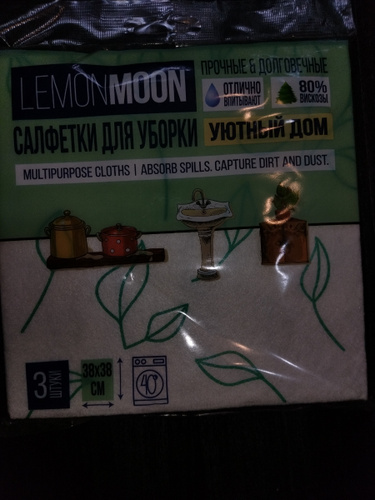 LEMONMOON
ПРОЧНЫЕ & ДОЛГОВЕЧНЫЕ
ОТЛИЧНО
ВПИТЫВАЮТ
80%
ВИСКОЗЫ
САЛФЕТКИ ДЛЯ УБОРКИ
УЮТНЫЙ ДОМ
MULTIPURPOSE CLOTHS | ABSORB SPILLS, CAPTURE DIRT AND DUST.
3
ШТУКИ
38x38
СМ
40°